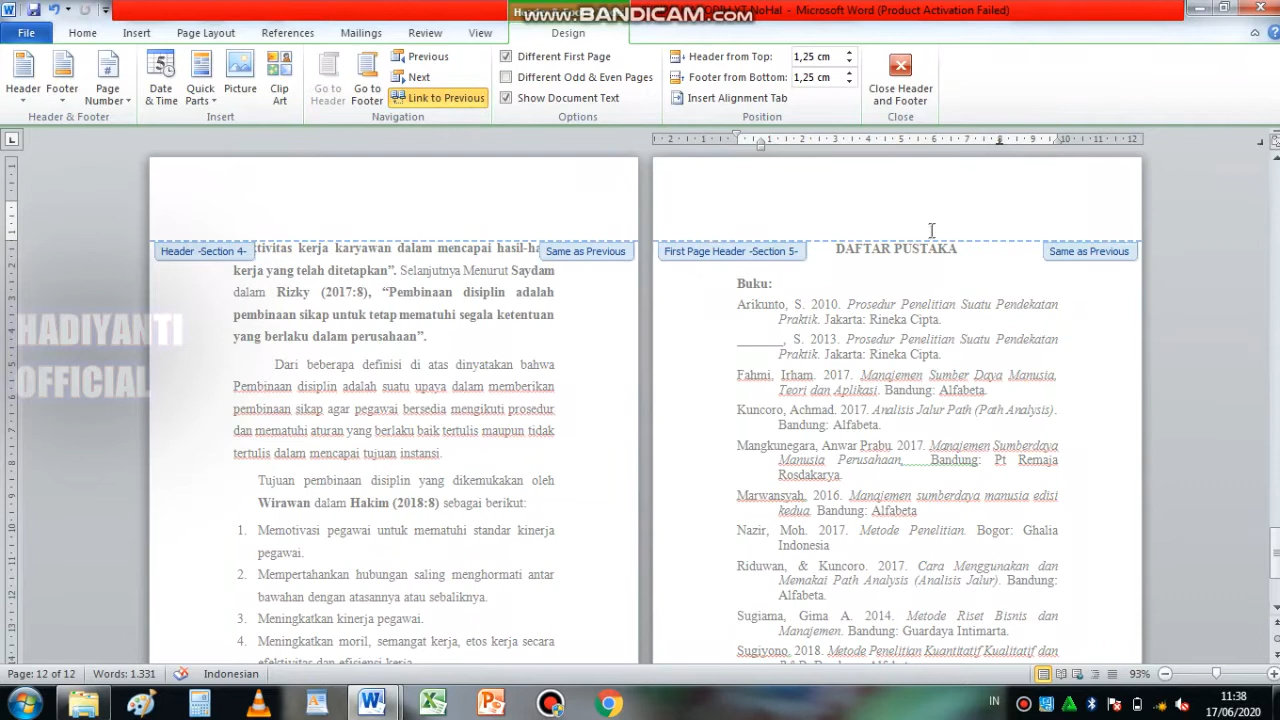 www.BANDICAM.com
NoHal - Microsoft Word (Product Activation Failed)
File Home Insert Page Layout References Mailings Review View Design
Header
Footer
Page Number
Header & Footer
Date & Time
Quick Parts
Picture
Clip Art
Insert
Go to Header
Go to Footer
Previous
Next
Link to Previous
Navigation
Different First Page
Different Odd & Even Pages
Show Document Text
Options
Header from Top: 1,25 cm
Footer from Bottom: 1,25 cm
Insert Alignment Tab
Position
Close Header and Footer
Close
Header -Section 4-
Same as Previous
kerja karyawan dalam mencapai
kerja yang telah ditetapkan”. Selanjutnya Menurut Saydam
dalam Rizky (2017:8), “Pembinaan disiplin adalah
pembinaan sikap untuk tetap mematuhi segala ketentuan
yang berlaku dalam perusahaan”.
Dari beberapa definisi di atas dinyatakan bahwa
Pembinaan disiplin adalah suatu upaya dalam memberikan
pembinaan sikap agar pegawai bersedia mengikuti prosedur
dan mematuhi aturan yang berlaku baik tertulis maupun tidak
tertulis dalam mencapai tujuan instansi.
Tujuan pembinaan disiplin yang dikemukakan oleh
Wirawan dalam Hakim (2018:8) sebagai berikut:
1. Memotivasi pegawai untuk mematuhi standar kinerja
pegawai.
2. Mempertahankan hubungan saling menghormati antar
bawahan dengan atasannya atau sebaliknya.
3. Meningkatkan kinerja pegawai.
4. Meningkatkan moril, semangat kerja, etos kerja secara
efektivitas dan efisiensi kerja.
HADIYANTI
OFFICIAL
First Page Header -Section 5-
Same as Previous
DAFTAR PUSTAKA
Buku:
Arikunto, S. 2010. Prosedur Penelitian Suatu Pendekatan
Praktik. Jakarta: Rineka Cipta.
_______, S. 2013. Prosedur Penelitian Suatu Pendekatan
Praktik. Jakarta: Rineka Cipta.
Fahmi, Irham. 2017. Manajemen Sumber Daya Manusia,
Teori dan Aplikasi. Bandung: Alfabeta.
Kuncoro, Achmad. 2017. Analisis Jalur Path (Path Analysis).
Bandung: Alfabeta.
Mangkunegara, Anwar Prabu. 2017. Manajemen Sumberdaya
Manusia Perusahaan, Bandung: Pt Remaja
Rosdakarya.
Marwansyah, 2016. Manajemen sumberdaya manusia edisi
kedua. Bandung: Alfabeta
Nazir, Moh. 2017. Metode Penelitian. Bogor: Ghalia
Indonesia
Riduwan, & Kuncoro. 2017. Cara Menggunakan dan
Memakai Path Analysis (Analisis Jalur). Bandung:
Alfabeta.
Sugiama, Gima A. 2014. Metode Riset Bisnis dan
Manajemen. Bandung: Guardaya Intimarta.
Sugiyono. 2018. Metode Penelitian Kuantitatif Kualitatif dan
Page: 12 of 12 Words: 1.331 Indonesian 93%
IN
11:38
17/06/2020